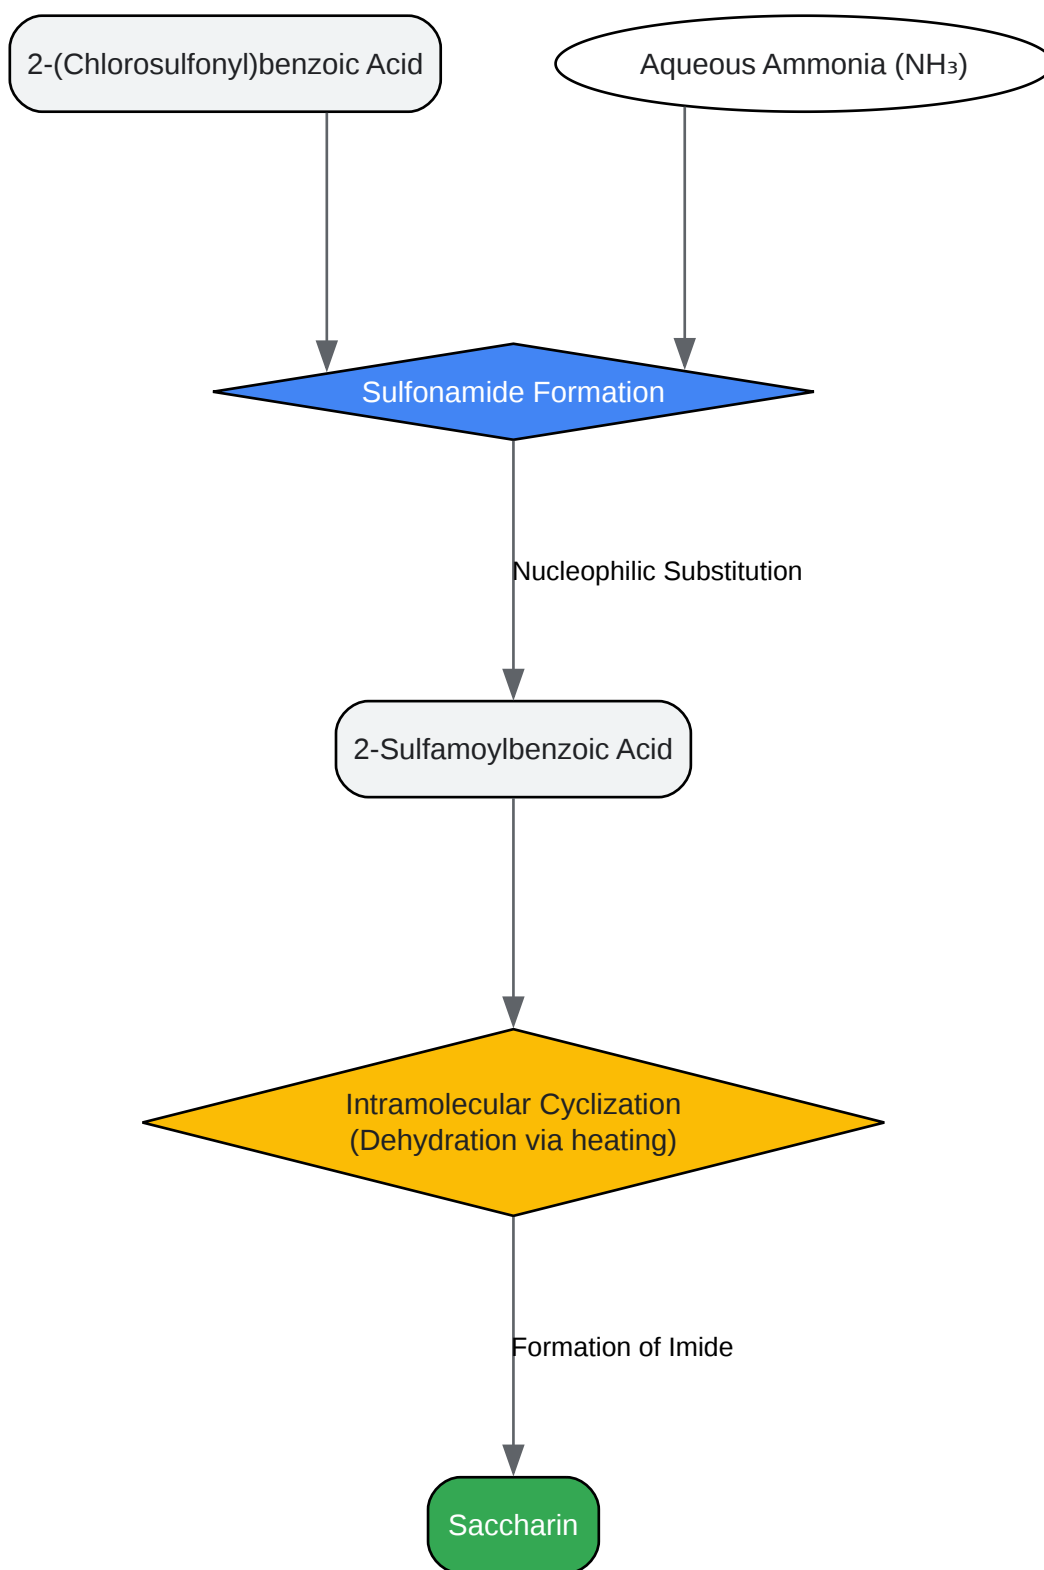 2-(Chlorosulfonyl)benzoic Acid
Aqueous Ammonia (NH₃)
Sulfonamide Formation
Nucleophilic Substitution
2-Sulfamoylbenzoic Acid
Intramolecular Cyclization
(Dehydration via heating)
Formation of Imide
Saccharin